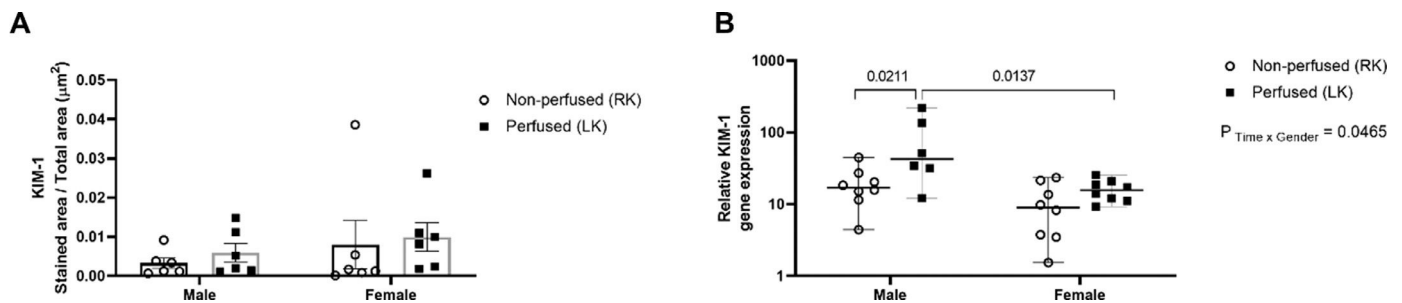 A
KIM-1
Stained area / Total area (μm²)
0.05
0.04
0.03
0.02
0.01
0.00
Male
Female
Non-perfused (RK)
Perfused (LK)
B
Relative KIM-1
gene expression
1000
100
10
1
0.0211
0.0137
Male
Female
Non-perfused (RK)
Perfused (LK)
P Time x Gender = 0.0465